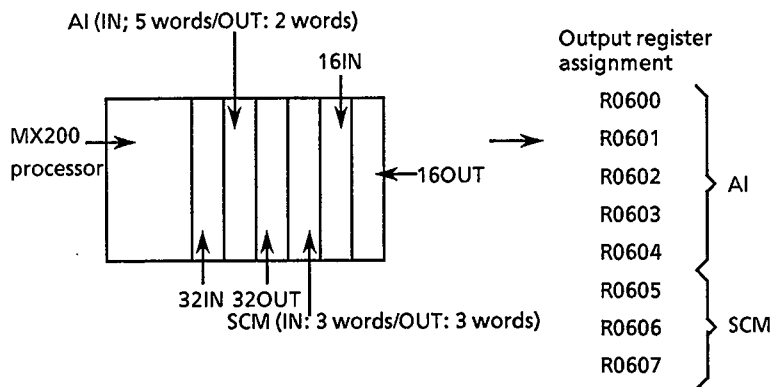 AI (IN; 5 words/OUT: 2 words)
16IN
MX200
processor
16OUT
32IN 32OUT
SCM (IN: 3 words/OUT: 3 words)
Output register
assignment
R0600
R0601
R0602
R0603
R0604
R0605
R0606
R0607
AI
SCM